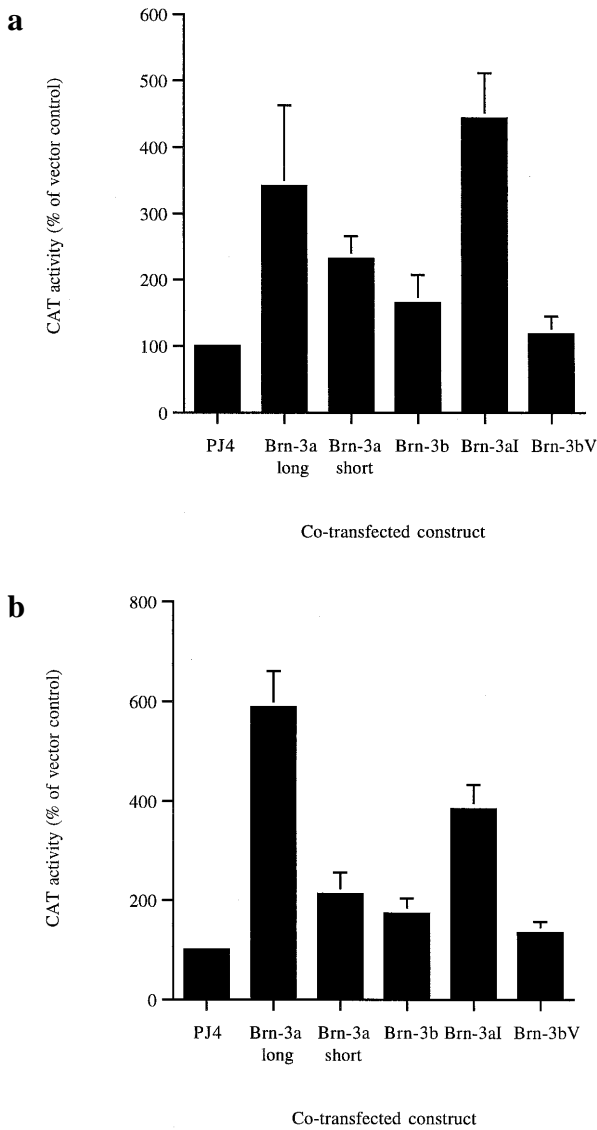 a
CAT activity (% of vector control)
600
500
400
300
200
100
0
PJ4 Brn-3a Brn-3a Brn-3b Brn-3aI Brn-3bV
long short
Co-transfected construct
b
CAT activity (% of vector control)
800
600
400
200
0
PJ4 Brn-3a Brn-3a Brn-3b Brn-3aI Brn-3bV
long short
Co-transfected construct